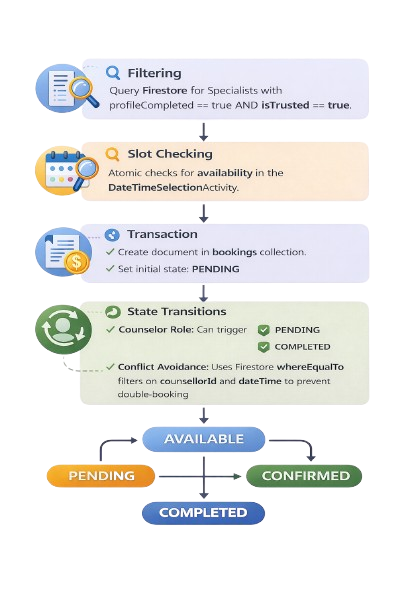 Filtering
Query Firestore for Specialists with
profileCompleted == true AND isTrusted == true.
Slot Checking
Atomic checks for availability in the
DateTimeSelectionActivity.
$
Transaction
✓ Create document in bookings collection.
✓ Set initial state: PENDING
State Transitions
✓ Counselor Role: Can trigger
PENDING
COMPLETED
✓ Conflict Avoidance: Uses Firestore whereEqualTo
filters on counsellorId and dateTime to prevent
double-booking
AVAILABLE
PENDING
CONFIRMED
COMPLETED